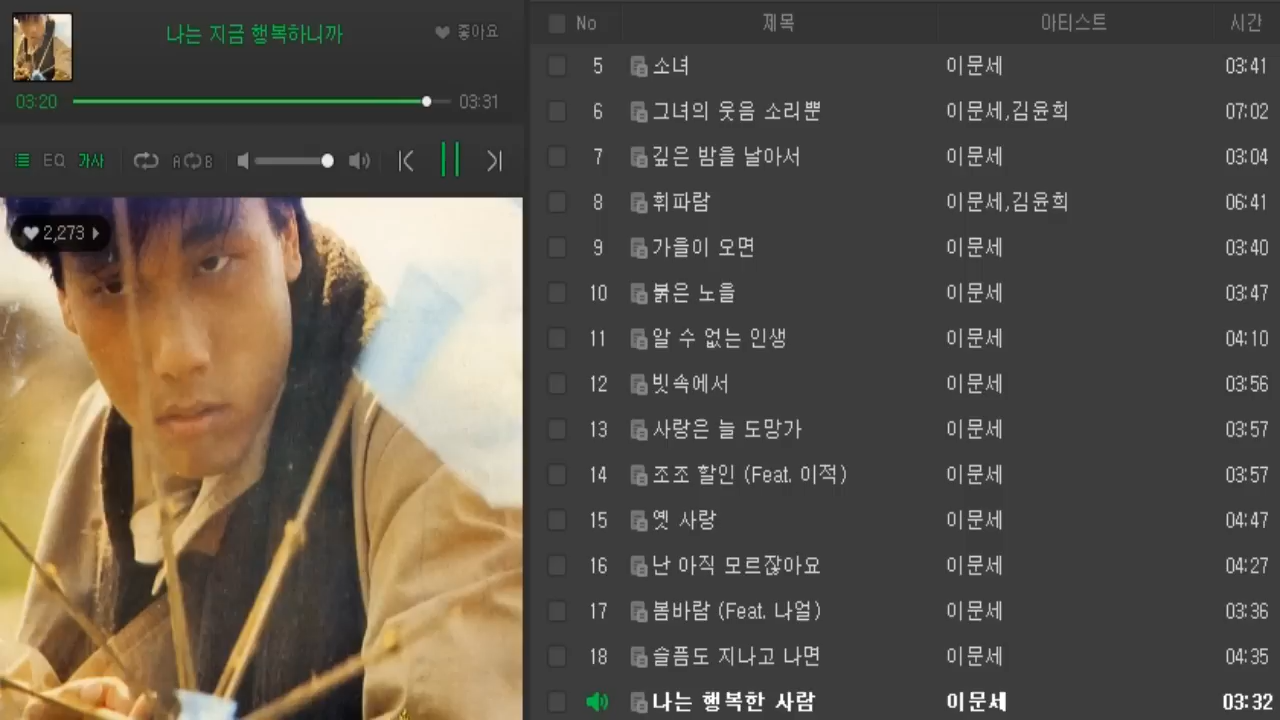 나는 지금 행복하니까
좋아요
03:20 03:31
EQ 가사 A B
2,273
No 제목 아티스트 시간
5 소녀 이문세 03:41
6 그녀의 웃음 소리뿐 이문세,김윤희 07:02
7 깊은 밤을 날아서 이문세 03:04
8 휘파람 이문세,김윤희 06:41
9 가을이 오면 이문세 03:40
10 붉은 노을 이문세 03:47
11 알 수 없는 인생 이문세 04:10
12 빗속에서 이문세 03:56
13 사랑은 늘 도망가 이문세 03:57
14 조조 할인 (Feat. 이적) 이문세 03:57
15 옛 사랑 이문세 04:47
16 난 아직 모르잖아요 이문세 04:27
17 봄바람 (Feat. 나얼) 이문세 03:36
18 슬픔도 지나고 나면 이문세 04:35
나는 행복한 사람 이문세 03:32